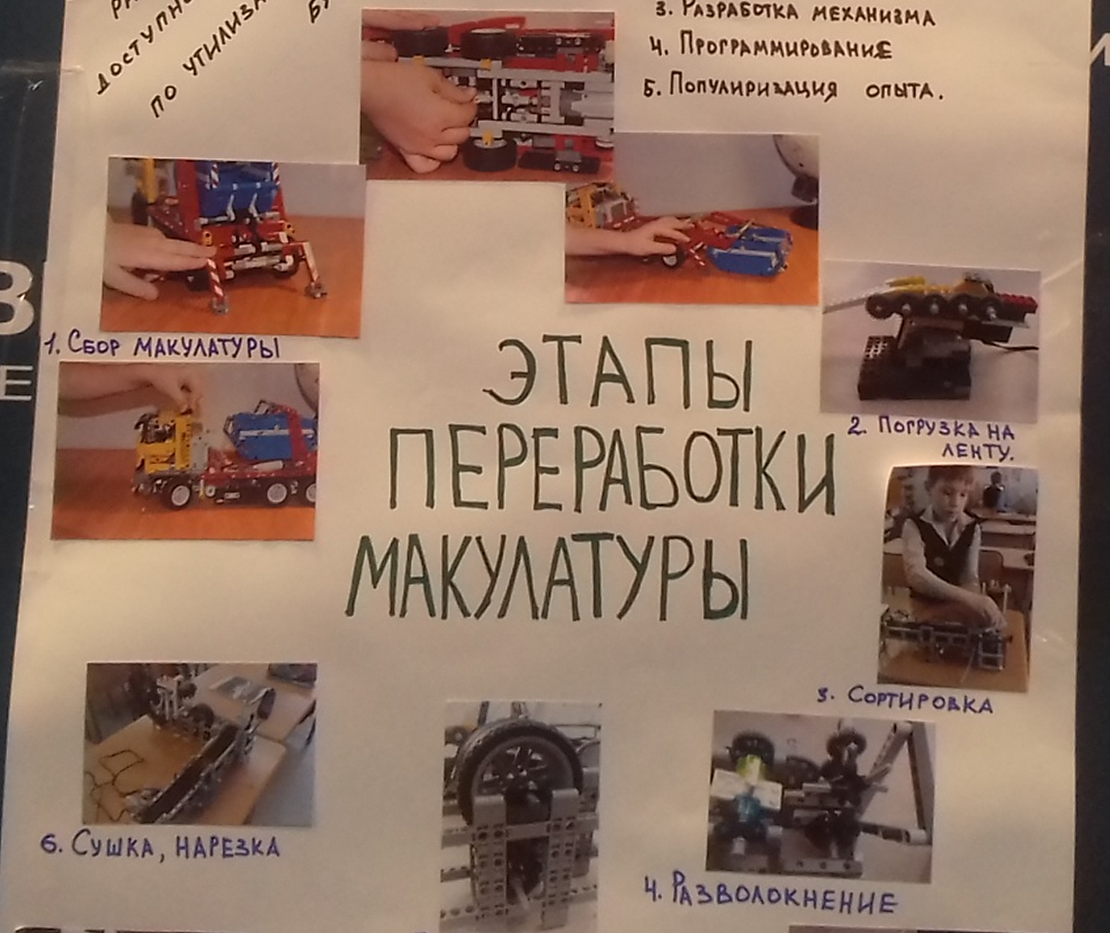 ДОСТУПНО
ПО УТИЛИЗА
3. РАЗРАБОТКА МЕХАНИЗМА
4. ПРОГРАММИРОВАНИЕ
5. ПОПУЛИРИЗАЦИЯ ОПЫТА.
1. СБОР МАКУЛАТУРЫ
ЭТАПЫ
ПЕРЕРАБОТКИ
МАКУЛАТУРЫ
2. ПОГРУЗКА НА
ЛЕНТУ.
3. СОРТИРОВКА
4. РАЗВОЛОКНЕНИЕ
6. СУШКА, НАРЕЗКА